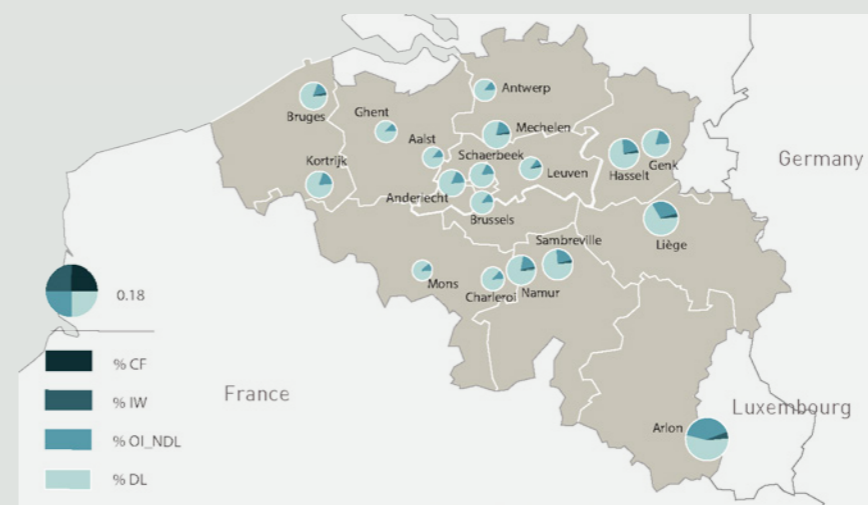 Antwerp
Bruges
Ghent
Mechelen
Aalst
Schaerbeek
Kortrijk
Leuven
Hasselt
Genk
Germany
Anderlecht
Brussels
Sambreville
Liège
Mons
Charleroi
Namur
0.18
% CF
% IW
France
Luxembourg
Arlon
% OI_NDL
% DL